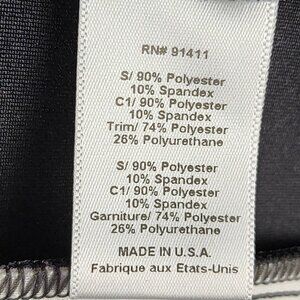 RN# 91411
S/ 90% Polyester
10% Spandex
C1/ 90% Polyester
10% Spandex
Trim/ 74% Polyester
26% Polyurethane
S/ 90% Polyester
10% Spandex
C1/ 90% Polyester
10% Spandex
Garniture/ 74% Polyester
26% Polyurethane
MADE IN U.S.A.
Fabrique aux Etats-Unis